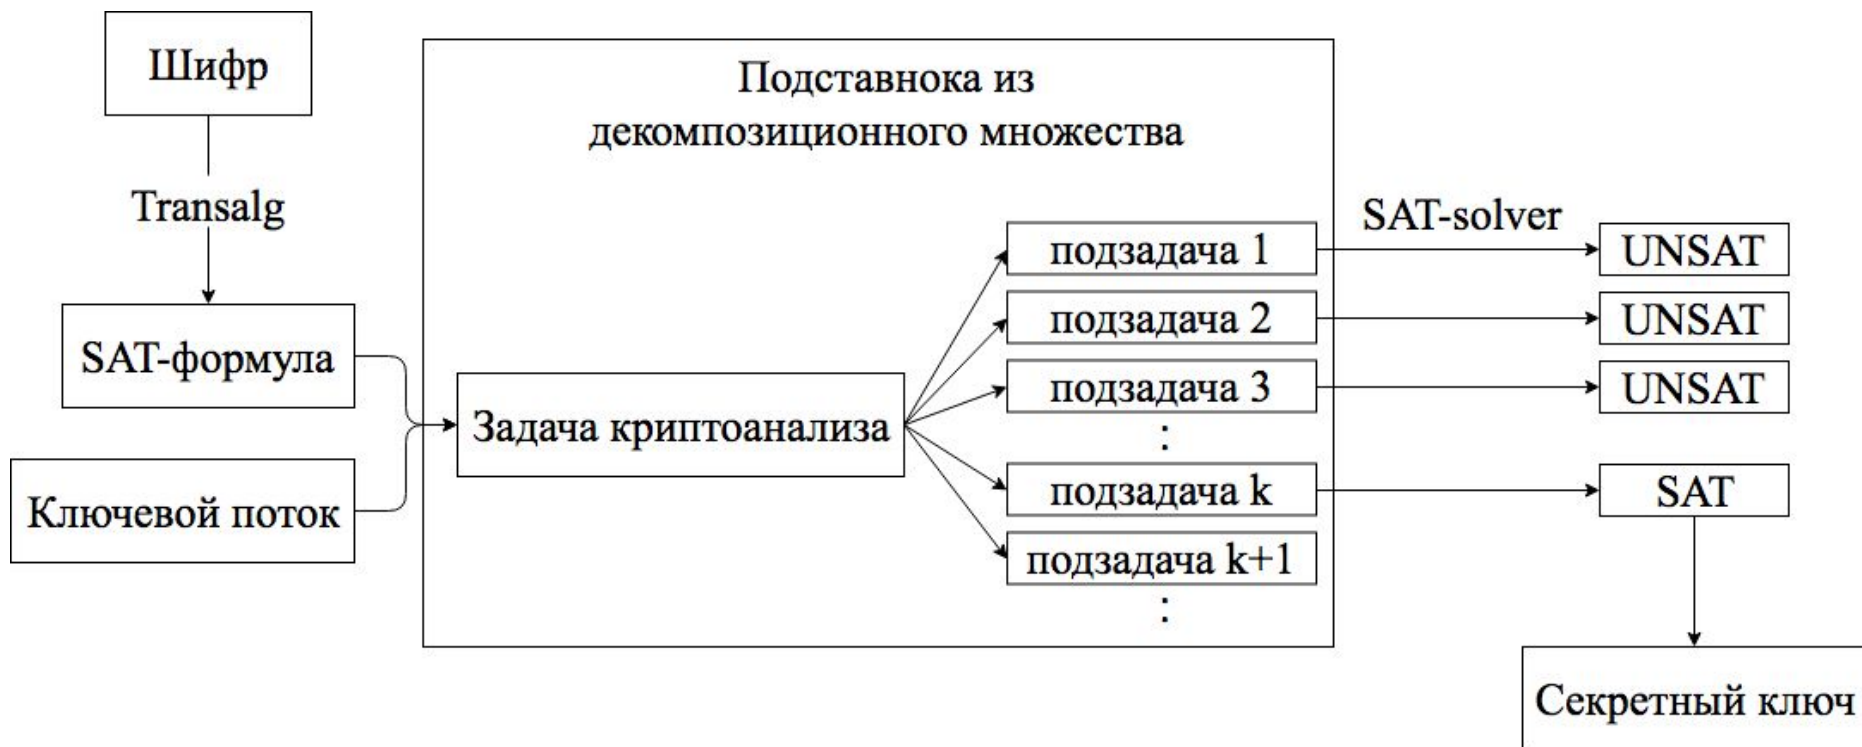 Шифр
Transalg
SAT-формула
Ключевой поток
Подставнока из
декомпозиционного множества
Задача криптоанализа
подзадача 1
подзадача 2
подзадача 3
:
подзадача k
подзадача k+1
:
SAT-solver
UNSAT
UNSAT
UNSAT
SAT
Секретный ключ